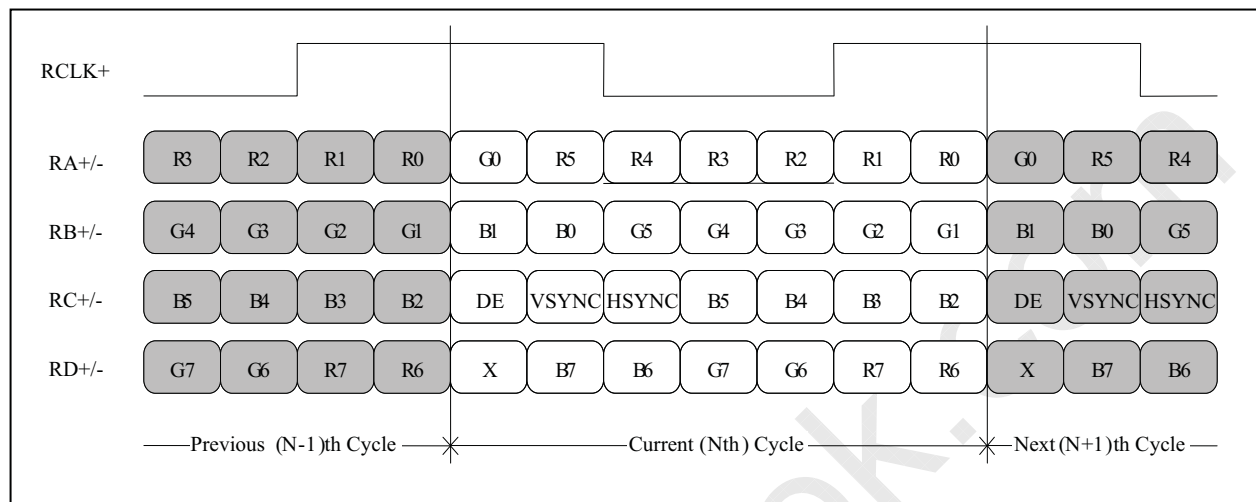 RCLK+
RA+/- R3 R2 R1 R0 G0 R5 R4 R3 R2 R1 R0 G0 R5 R4
RB+/- G4 G3 G2 G1 B1 B0 G5 G4 G3 G2 G1 B1 B0 G5
RC+/- B5 B4 B3 B2 DE VSYNC HSYNC B5 B4 B3 B2 DE VSYNC HSYNC
RD+/- G7 G6 R7 R6 X B7 B6 G7 G6 R7 R6 X B7 B6
Previous (N-1)th Cycle Current (Nth) Cycle Next (N+1)th Cycle